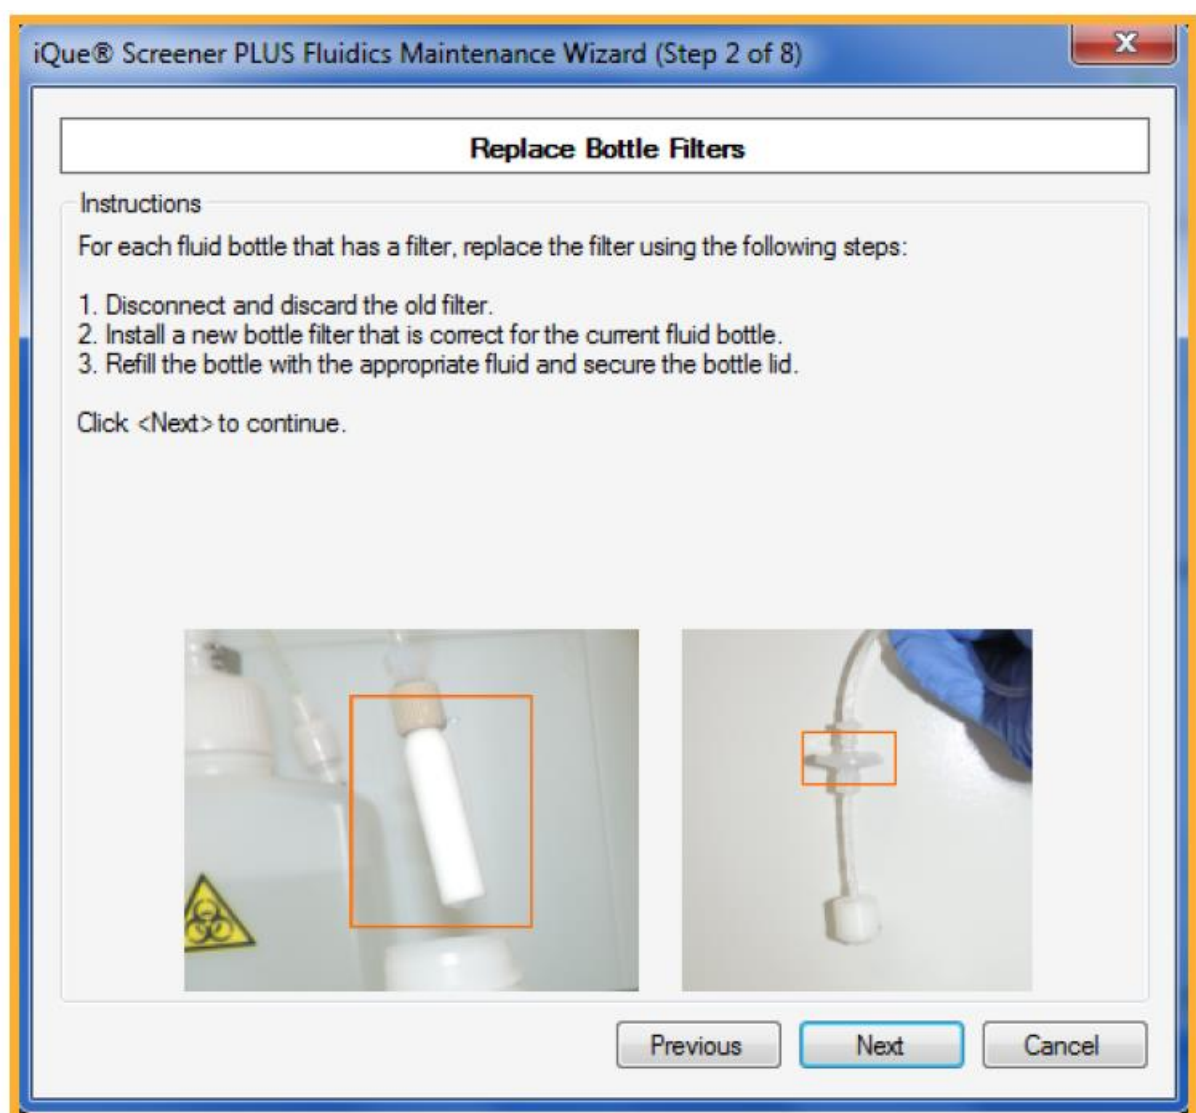 iQue® Screener PLUS Fluidics Maintenance Wizard (Step 2 of 8)
Replace Bottle Filters
Instructions
For each fluid bottle that has a filter, replace the filter using the following steps:
1. Disconnect and discard the old filter.
2. Install a new bottle filter that is correct for the current fluid bottle.
3. Refill the bottle with the appropriate fluid and secure the bottle lid.
Click <Next> to continue.
Previous
Next
Cancel